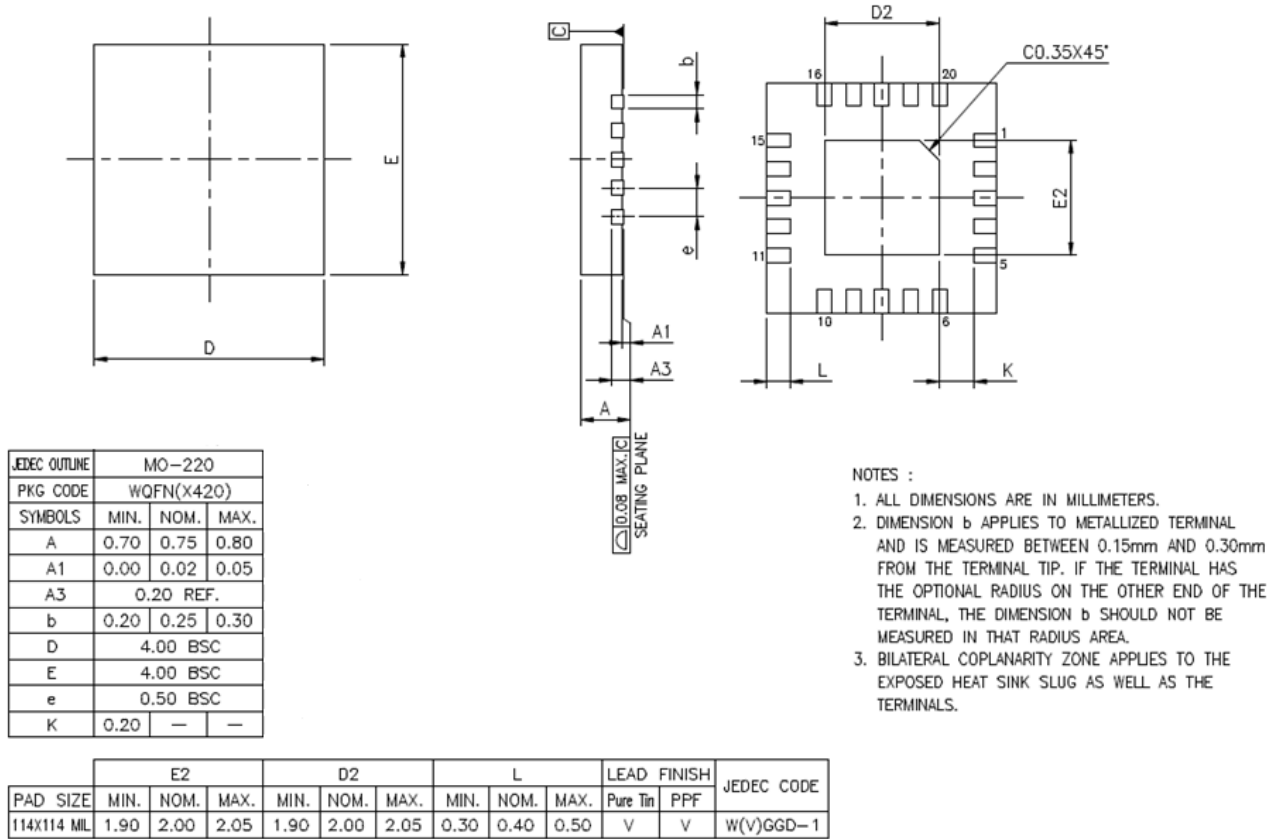 D
E
C
b
e
A1
A3
A
0.08 MAX. C
SEATING PLANE
D2
C0.35X45°
16
20
15
1
E2
11
5
10
6
L
K
JEDEC OUTLINE MO-220
PKG CODE WQFN(X420)
SYMBOLS MIN. NOM. MAX.
A 0.70 0.75 0.80
A1 0.00 0.02 0.05
A3 0.20 REF.
b 0.20 0.25 0.30
D 4.00 BSC
E 4.00 BSC
e 0.50 BSC
K 0.20 — —
NOTES :
1. ALL DIMENSIONS ARE IN MILLIMETERS.
2. DIMENSION b APPLIES TO METALLIZED TERMINAL
AND IS MEASURED BETWEEN 0.15mm AND 0.30mm
FROM THE TERMINAL TIP. IF THE TERMINAL HAS
THE OPTIONAL RADIUS ON THE OTHER END OF THE
TERMINAL, THE DIMENSION b SHOULD NOT BE
MEASURED IN THAT RADIUS AREA.
3. BILATERAL COPLANARITY ZONE APPLIES TO THE
EXPOSED HEAT SINK SLUG AS WELL AS THE
TERMINALS.
E2 D2 L LEAD FINISH JEDEC CODE
PAD SIZE MIN. NOM. MAX. MIN. NOM. MAX. MIN. NOM. MAX. Pure Tin PPF
114X114 MIL 1.90 2.00 2.05 1.90 2.00 2.05 0.30 0.40 0.50 V V W(V)GGD-1